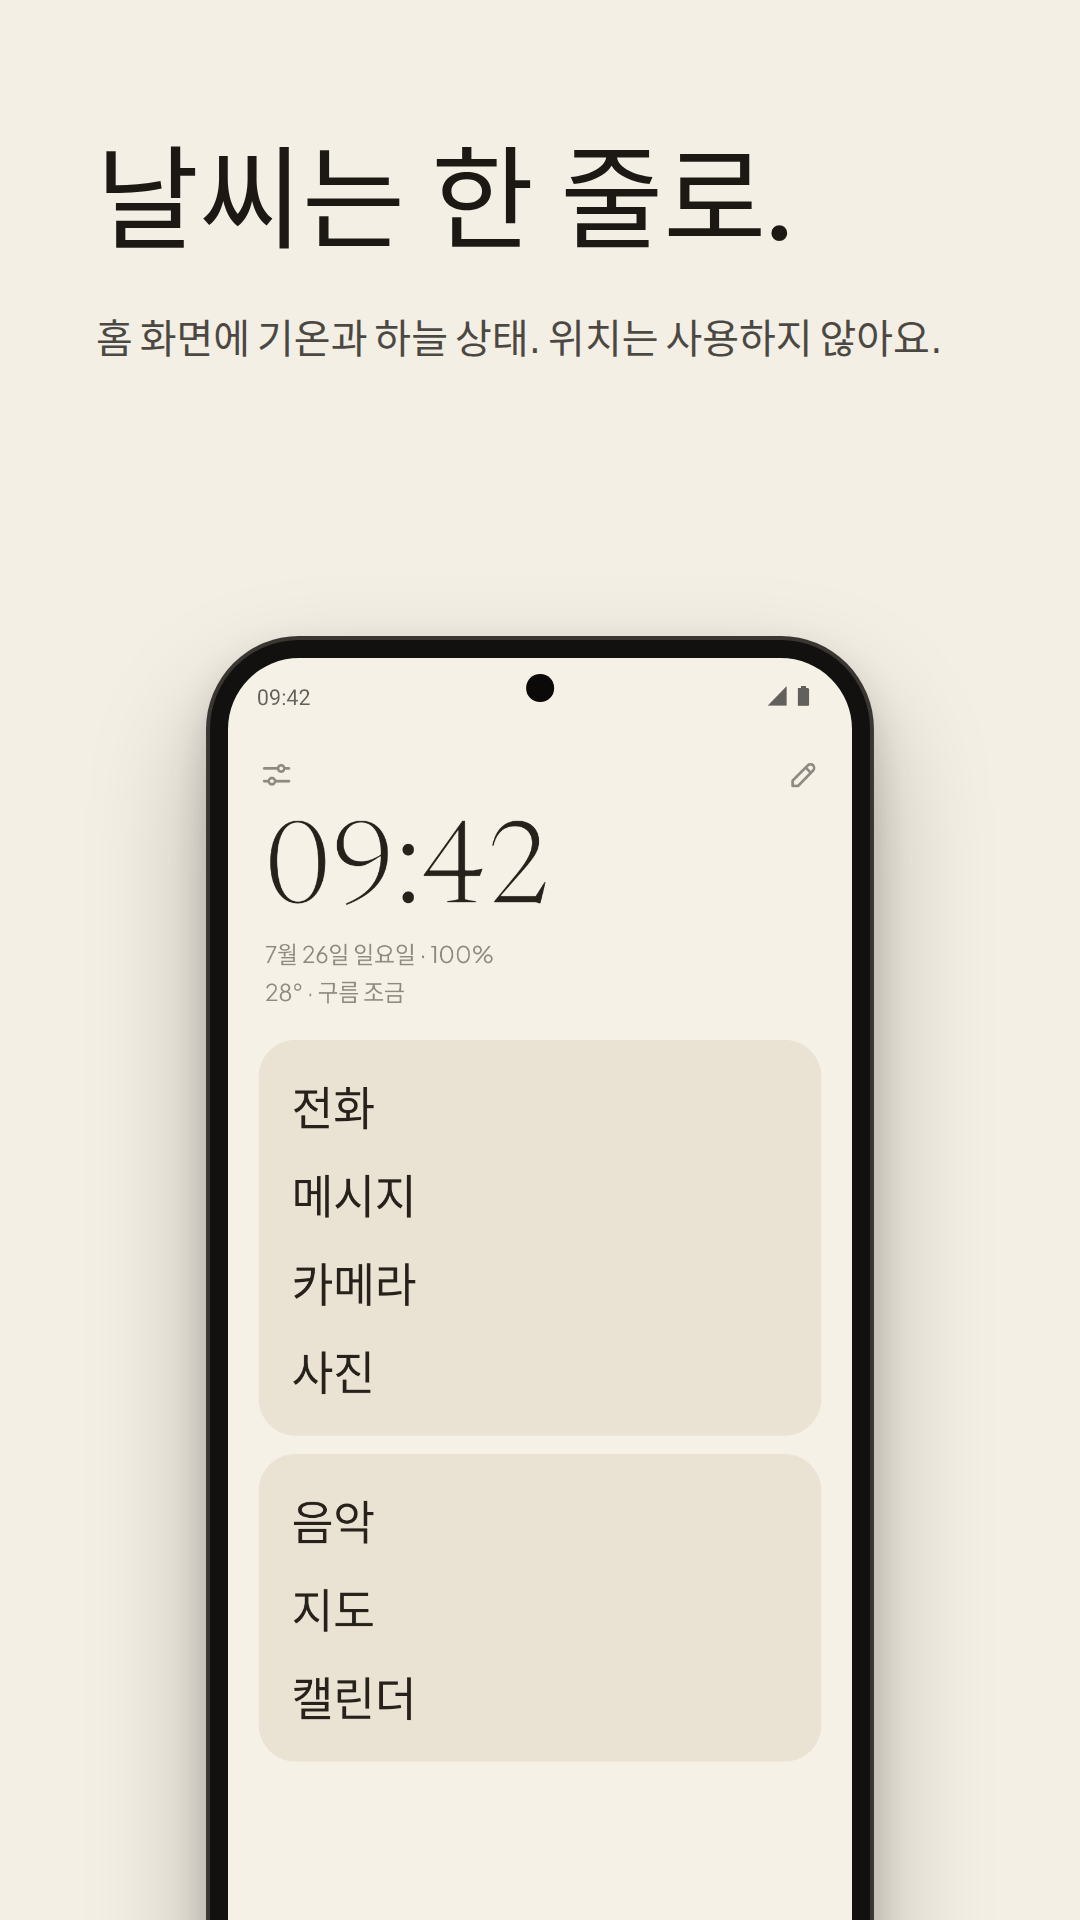 날씨는 한 줄로.
홈 화면에 기온과 하늘 상태. 위치는 사용하지 않아요.
09:42
09:42
7월 26일 일요일 · 100%
28° · 구름 조금
전화
메시지
카메라
사진
음악
지도
캘린더